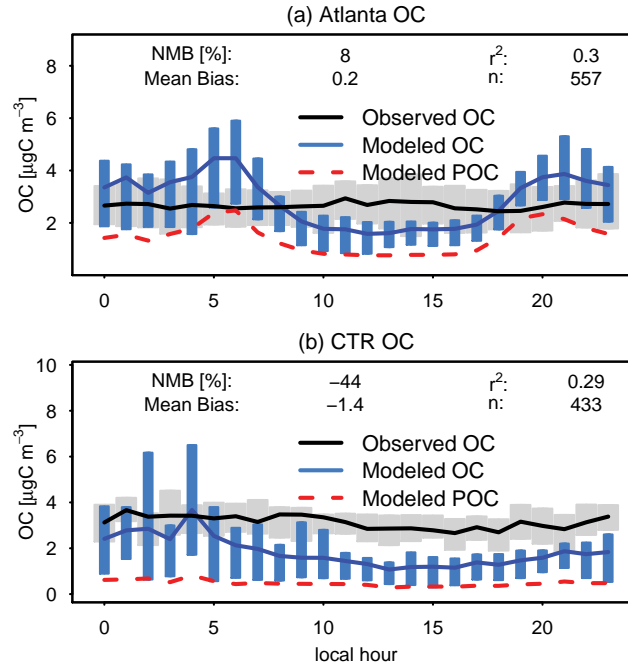 (a) Atlanta OC
NMB [%]: 8 r²: 0.3
Mean Bias: 0.2 n: 557
Observed OC
Modeled OC
Modeled POC
OC [µgC m⁻³]
8
6
4
2
0 5 10 15 20
(b) CTR OC
NMB [%]: −44 r²: 0.29
Mean Bias: −1.4 n: 433
Observed OC
Modeled OC
Modeled POC
OC [µgC m⁻³]
10
8
6
4
2
0
0 5 10 15 20
local hour